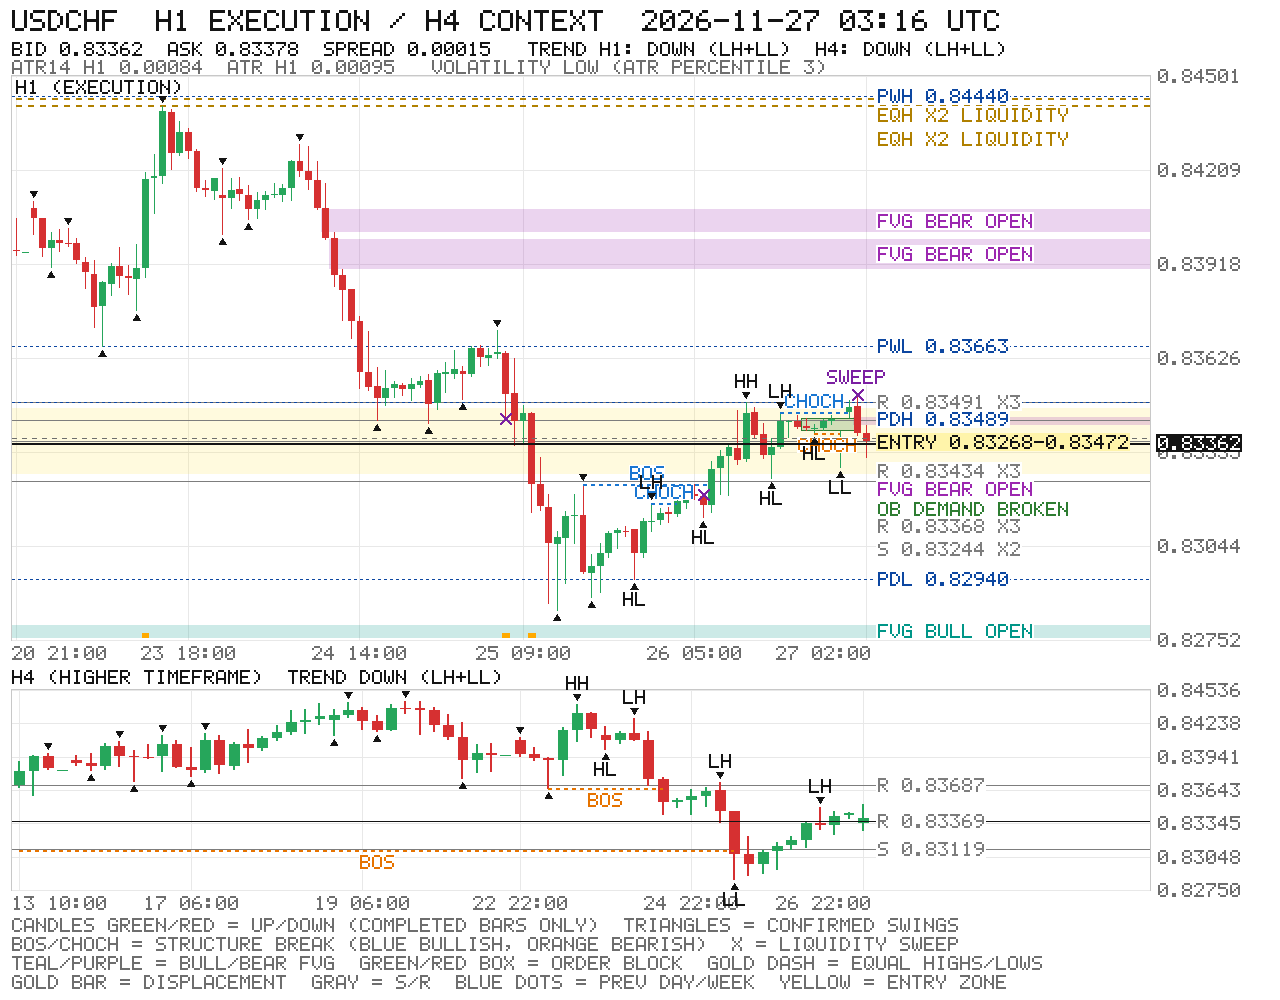 USDCHF  H1 EXECUTION / H4 CONTEXT  2026-11-27 03:16 UTC
BID 0.83362  ASK 0.83378  SPREAD 0.00015  TREND H1: DOWN (LH+LL)  H4: DOWN (LH+LL)
ATR14 H1 0.00084  ATR H1 0.00095  VOLATILITY LOW (ATR PERCENTILE 3)
H1 (EXECUTION)
0.84501
PWH 0.84440
EQH X2 LIQUIDITY
EQH X2 LIQUIDITY
0.84209
FVG BEAR OPEN
FVG BEAR OPEN
0.83918
PWL 0.83663
0.83626
SWEEP
HH
LH
CHOCH
R 0.83491 X3
PDH 0.83489
ENTRY 0.83268-0.83472
0.83362
CHOCH
HL
R 0.83434 X3
BOS
LH
CHOCH
HL
LL
FVG BEAR OPEN
OB DEMAND BROKEN
R 0.83368 X3
HL
S 0.83244 X2
0.83044
PDL 0.82940
HL
FVG BULL OPEN
0.82752
20 21:00  23 18:00  24 14:00  25 09:00  26 05:00  27 02:00
H4 (HIGHER TIMEFRAME)  TREND DOWN (LH+LL)
HH
LH
0.84536
0.84238
HL
0.83941
LH
R 0.83687
LH
0.83643
BOS
R 0.83369
0.83345
S 0.83119
BOS
0.83048
0.82750
LL
13 10:00  17 06:00  19 06:00  22 22:00  24 22:00  26 22:00
CANDLES GREEN/RED = UP/DOWN (COMPLETED BARS ONLY)  TRIANGLES = CONFIRMED SWINGS
BOS/CHOCH = STRUCTURE BREAK (BLUE BULLISH, ORANGE BEARISH)  X = LIQUIDITY SWEEP
TEAL/PURPLE = BULL/BEAR FVG  GREEN/RED BOX = ORDER BLOCK  GOLD DASH = EQUAL HIGHS/LOWS
GOLD BAR = DISPLACEMENT  GRAY = S/R  BLUE DOTS = PREV DAY/WEEK  YELLOW = ENTRY ZONE